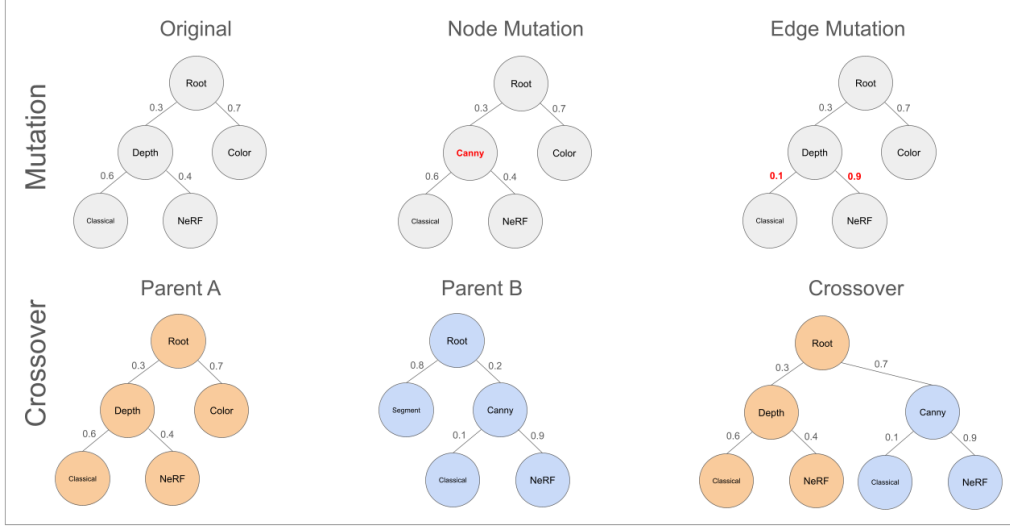 Original
Node Mutation
Edge Mutation
Mutation
Root
0.3
0.7
Depth
Color
0.6
0.4
Classical
NeRF
Root
0.3
0.7
Canny
Color
0.6
0.4
Classical
NeRF
Root
0.3
0.7
Depth
Color
0.1
0.9
Classical
NeRF
Parent A
Parent B
Crossover
Crossover
Root
0.3
0.7
Depth
Color
0.6
0.4
Classical
NeRF
Root
0.8
0.2
Segment
Canny
0.1
0.9
Classical
NeRF
Root
0.3
0.7
Depth
Canny
0.6
0.4
0.1
0.9
Classical
NeRF
Classical
NeRF